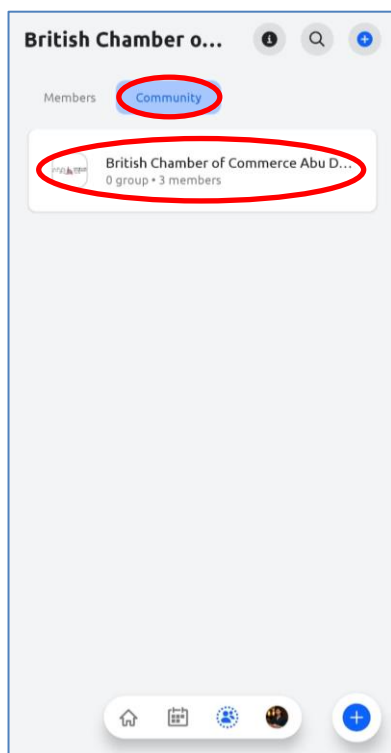 British Chamber o...
Members Community
British Chamber of Commerce Abu D...
0 group • 3 members